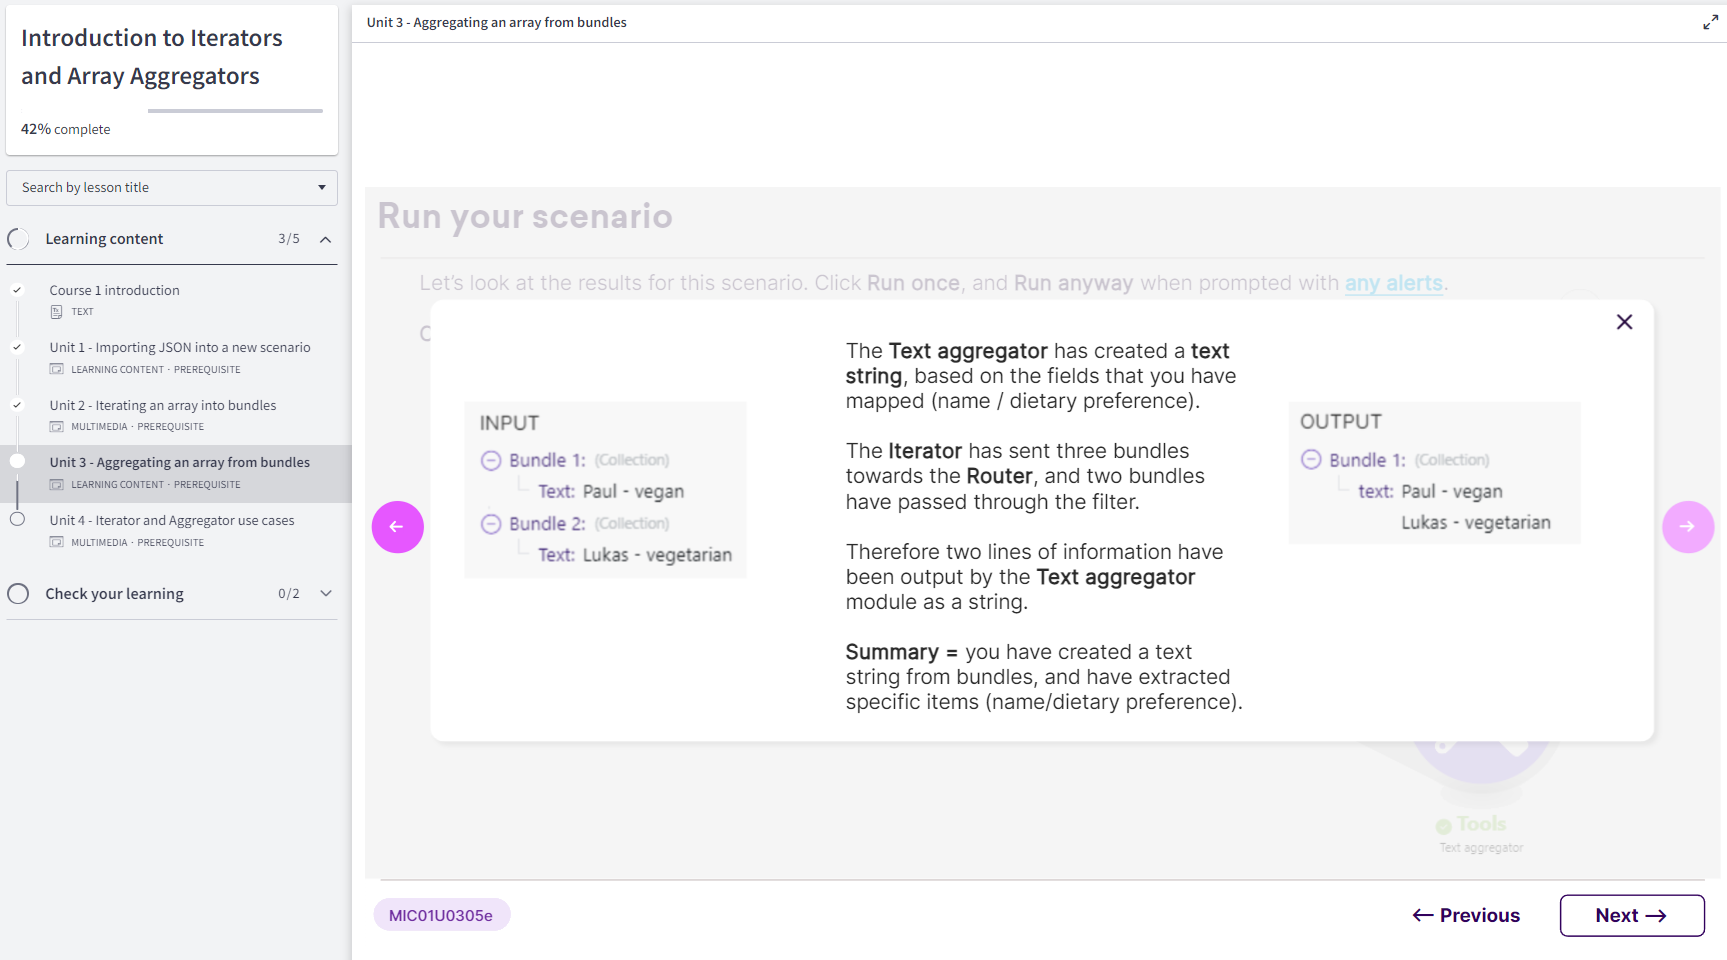 Introduction to Iterators
and Array Aggregators
42% complete
Search by lesson title
Learning content 3/5
Course 1 introduction
TEXT
Unit 1 - Importing JSON into a new scenario
LEARNING CONTENT · PREREQUISITE
Unit 2 - Iterating an array into bundles
MULTIMEDIA · PREREQUISITE
Unit 3 - Aggregating an array from bundles
LEARNING CONTENT · PREREQUISITE
Unit 4 - Iterator and Aggregator use cases
MULTIMEDIA · PREREQUISITE
Check your learning 0/2
Unit 3 - Aggregating an array from bundles
Run your scenario
Let's look at the results for this scenario. Click Run once, and Run anyway when prompted with any alerts.
INPUT
Bundle 1: (Collection)
Text: Paul - vegan
Bundle 2: (Collection)
Text: Lukas - vegetarian
The Text aggregator has created a text
string, based on the fields that you have
mapped (name / dietary preference).
The Iterator has sent three bundles
towards the Router, and two bundles
have passed through the filter.
Therefore two lines of information have
been output by the Text aggregator
module as a string.
Summary = you have created a text
string from bundles, and have extracted
specific items (name/dietary preference).
OUTPUT
Bundle 1: (Collection)
text: Paul - vegan
Lukas - vegetarian
Tools
Text aggregator
MIC01U0305e
← Previous
Next →